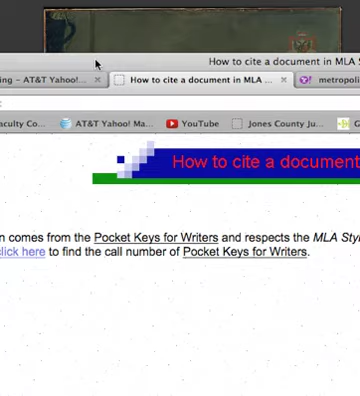 How to cite a document in MLA S
ing – AT&T Yahoo!...
How to cite a document in MLA ...
metropoli
aculty Co...
AT&T Yahoo! Ma...
YouTube
Jones County Ju...
G
How to cite a document
n comes from the Pocket Keys for Writers and respects the MLA Sty
click here to find the call number of Pocket Keys for Writers.